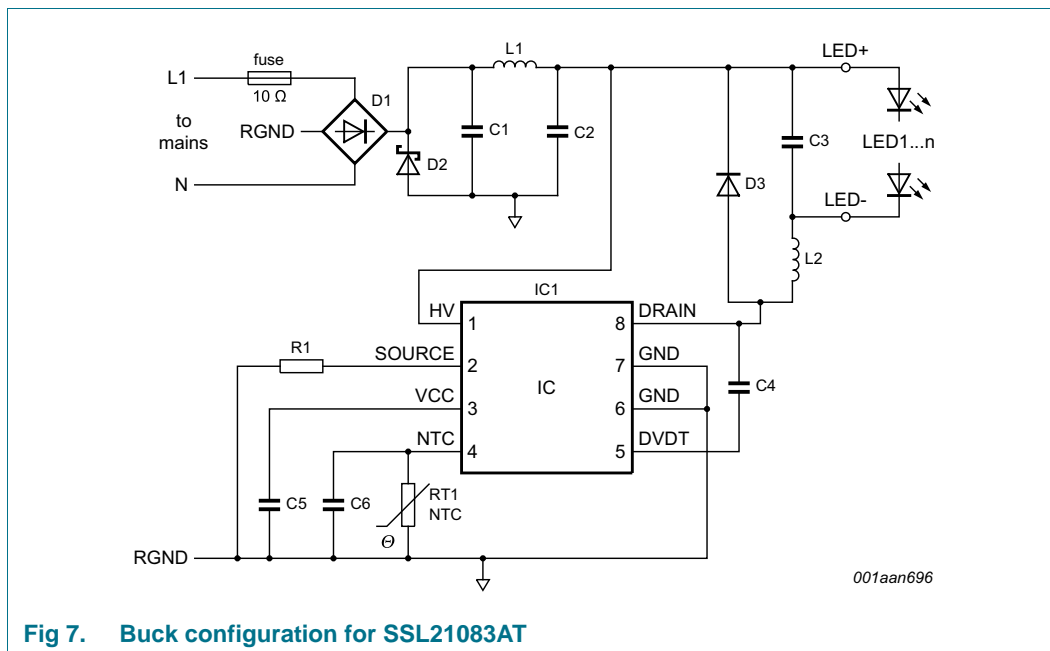 L1
fuse
10 Ω
to
mains
RGND
N
D1
D2
C1
L1
C2
LED+
C3
LED1...n
D3
LED-
L2
IC1
HV
1
8
DRAIN
R1
SOURCE
2
7
GND
VCC
3
IC
6
GND
C4
NTC
4
5
DVDT
C5
C6
RT1
NTC
Θ
RGND
001aan696
Fig 7. Buck configuration for SSL21083AT